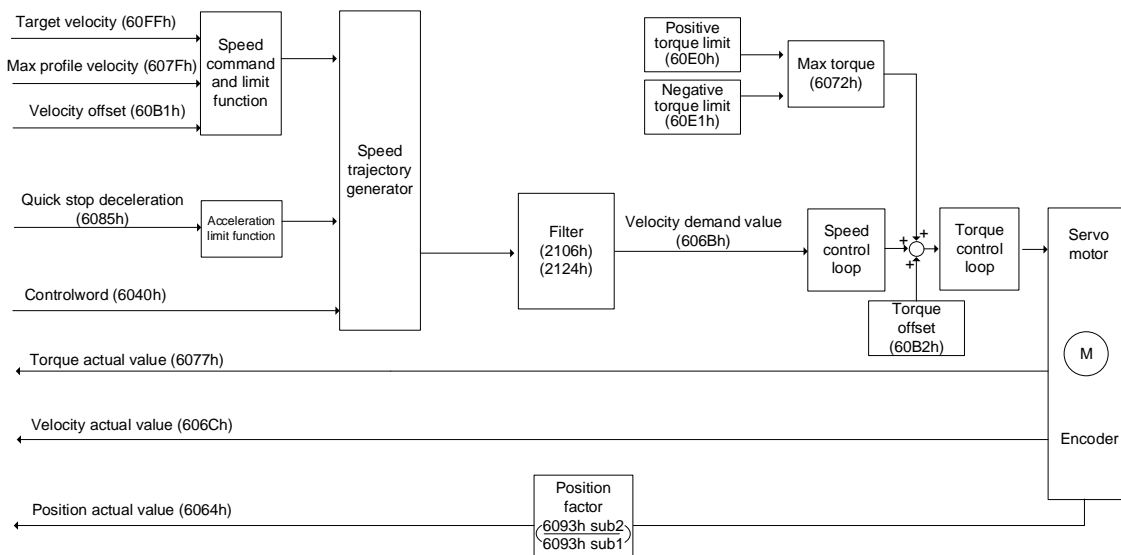 Target velocity (60FFh)
Max profile velocity (607Fh)
Velocity offset (60B1h)
Speed
command
and limit
function
Quick stop deceleration
(6085h)
Acceleration
limit function
Controlword (6040h)
Speed
trajectory
generator
Filter
(2106h)
(2124h)
Velocity demand value
(606Bh)
Positive
torque limit
(60E0h)
Negative
torque limit
(60E1h)
Max torque
(6072h)
Speed
control
loop
+
+
+
Torque
offset
(60B2h)
Torque
control
loop
Servo
motor
M
Encoder
Torque actual value (6077h)
Velocity actual value (606Ch)
Position actual value (6064h)
Position
factor
(6093h sub2
6093h sub1)